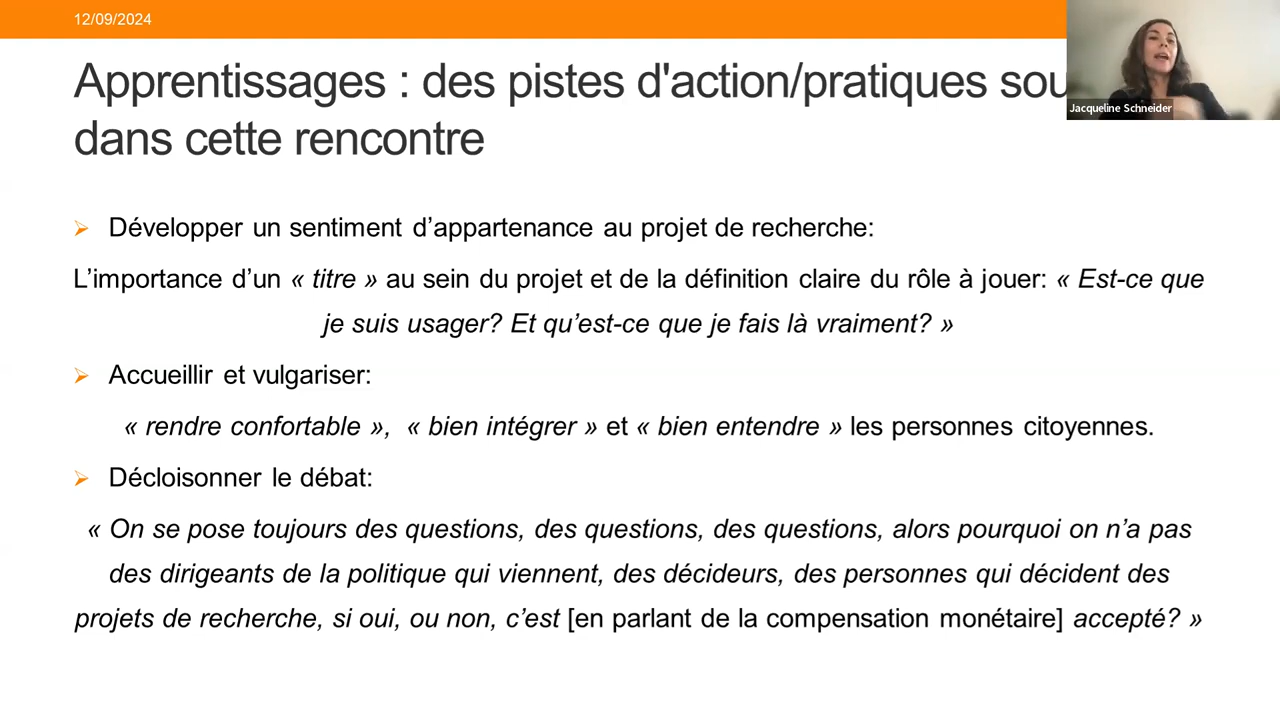 12/09/2024
Apprentissages : des pistes d'action/pratiques
dans cette rencontre
Jacqueline Schneider
Développer un sentiment d’appartenance au projet de recherche:
L’importance d’un « titre » au sein du projet et de la définition claire du rôle à jouer: « Est-ce que
je suis usager? Et qu’est-ce que je fais là vraiment? »
Accueillir et vulgariser:
« rendre confortable », « bien intégrer » et « bien entendre » les personnes citoyennes.
Décloisonner le débat:
« On se pose toujours des questions, des questions, des questions, alors pourquoi on n’a pas
des dirigeants de la politique qui viennent, des décideurs, des personnes qui décident des
projets de recherche, si oui, ou non, c’est [en parlant de la compensation monétaire] accepté? »